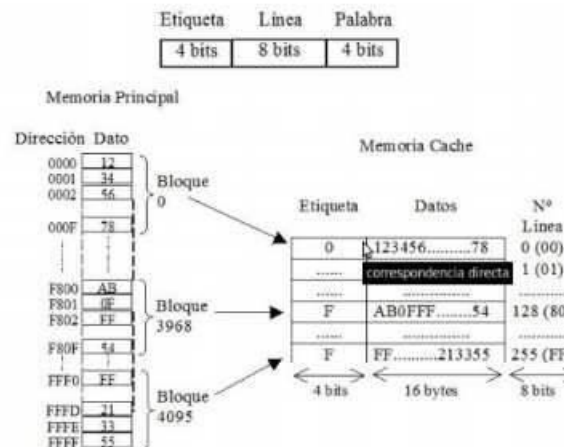 Etiqueta Línea Palabra
4 bits 8 bits 4 bits
Memoria Principal
Dirección Dato
0000 12
0001 34
0002 56
000F 78
Bloque
0
F800 AB
F801 0F
F802 FF
F80F 54
Bloque
3968
FFF0 FF
FFFD 21
FFFE 33
FFFF 55
Bloque
4095
Memoria Cache
Etiqueta Datos Nº
Línea
0 123456.........78 0 (00)
...... correspondencia directa 1 (01)
...... .................. .........
F AB0FFF........54 128 (80
...... ..................
F FF.........213355 255 (FF
4 bits 16 bytes 8 bits